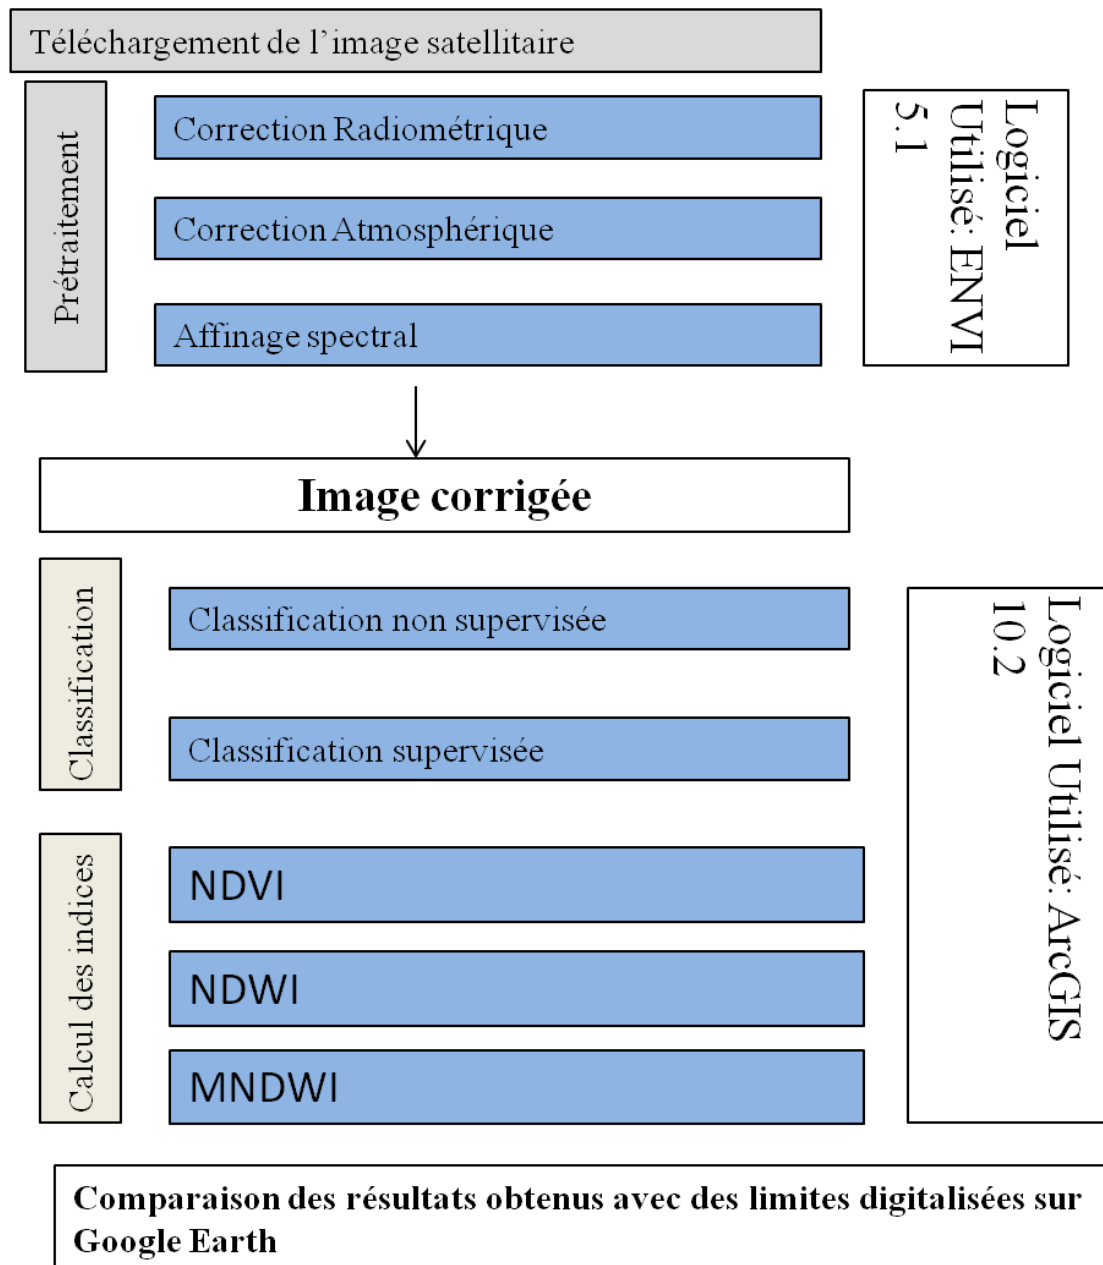 Téléchargement de l'image satellitaire
Prétraitement
Correction Radiométrique
Correction Atmosphérique
Affinage spectral
Logiciel
Utilisé: ENVI
5.1
Image corrigée
Classification
Classification non supervisée
Classification supervisée
Calcul des indices
NDVI
NDWI
MNDWI
Logiciel Utilisé: ArcGIS
10.2
Comparaison des résultats obtenus avec des limites digitalisées sur
Google Earth